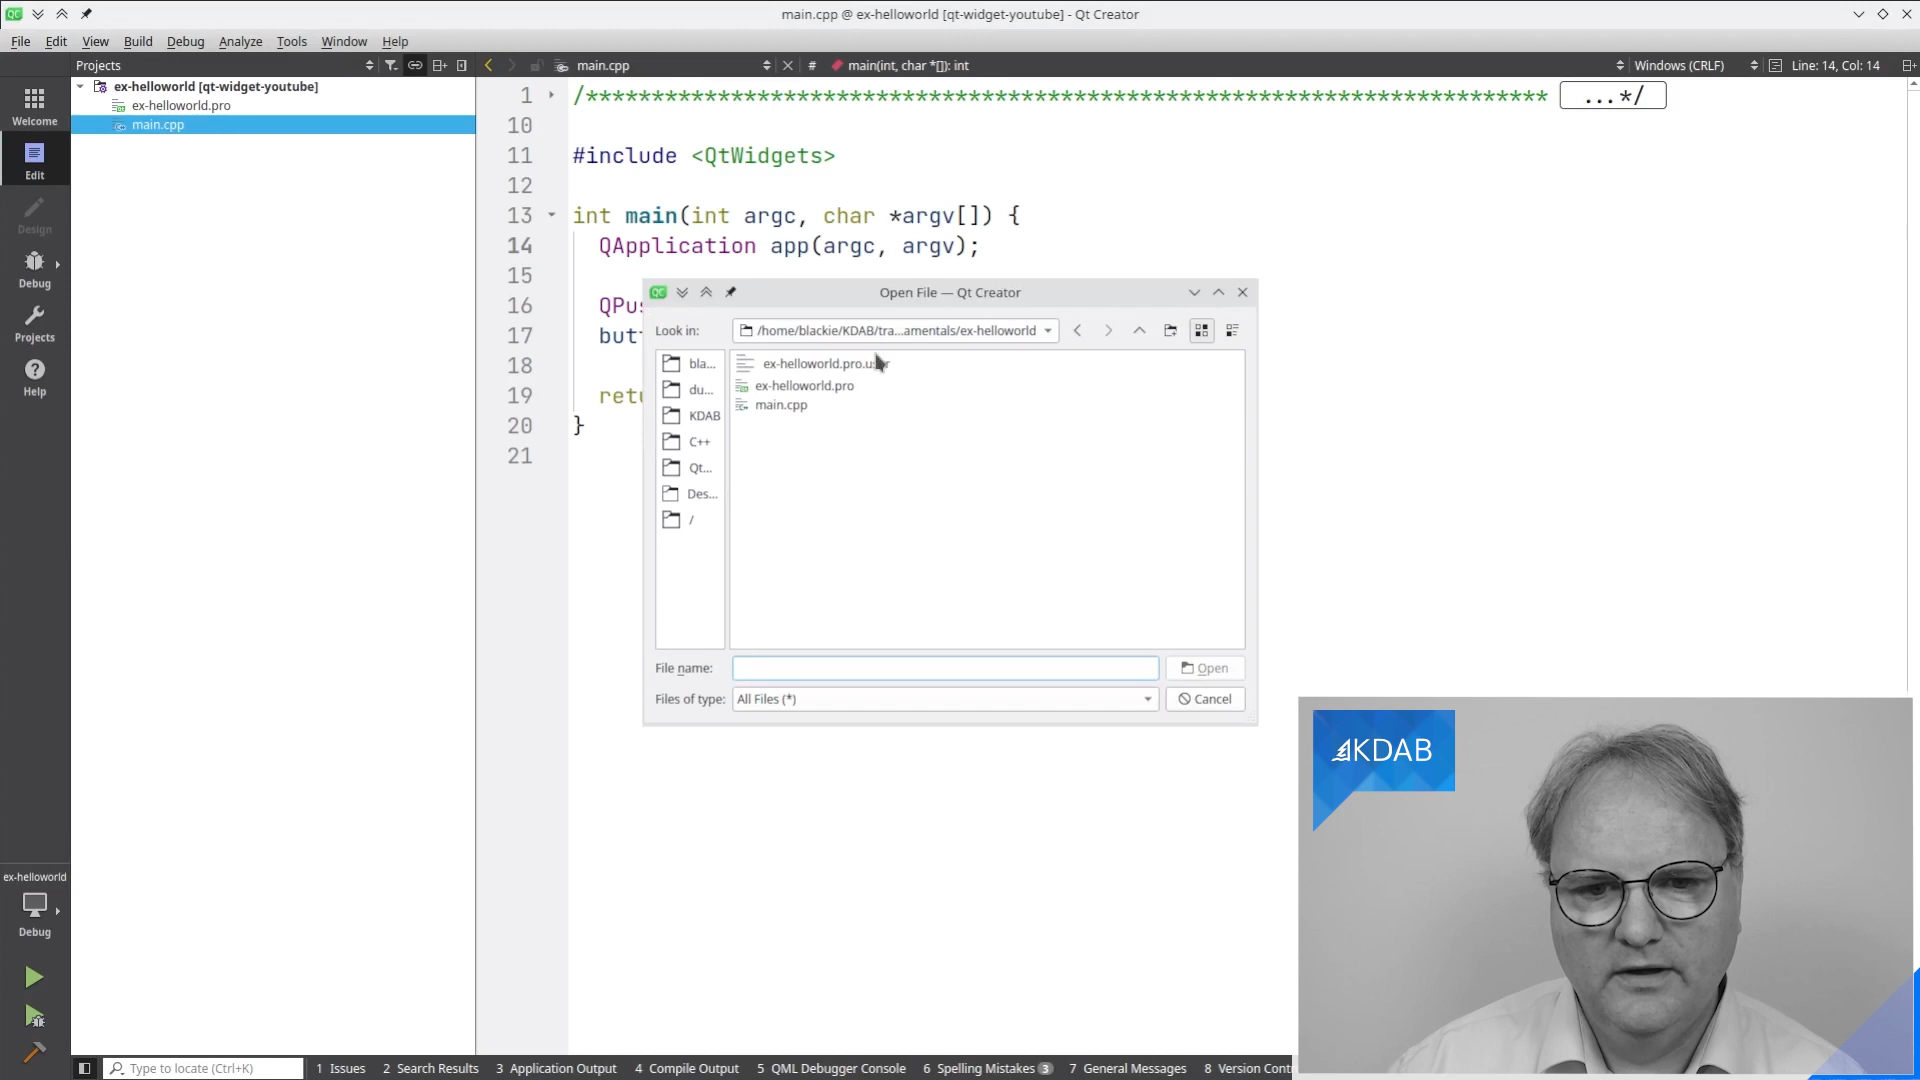 main.cpp @ ex-helloworld [qt-widget-youtube] - Qt Creator
File Edit View Build Debug Analyze Tools Window Help
Projects
main.cpp
# main(int, char *[]): int
Windows (CRLF)
Line: 14, Col: 14
Welcome
Edit
Design
Debug
Projects
Help
ex-helloworld
Debug
ex-helloworld [qt-widget-youtube]
ex-helloworld.pro
main.cpp
1 /************************************************************************* ...*/
10
11 #include <QtWidgets>
12
13 int main(int argc, char *argv[]) {
14 QApplication app(argc, argv);
15
16 QPus
17 but
18
19 ret
20 }
21
Open File — Qt Creator
Look in: /home/blackie/KDAB/tra...amentals/ex-helloworld
bla...
du...
KDAB
C++
Qt...
Des...
/
ex-helloworld.pro.user
ex-helloworld.pro
main.cpp
File name:
Open
Files of type: All Files (*)
Cancel
KDAB
Type to locate (Ctrl+K)
1 Issues 2 Search Results 3 Application Output 4 Compile Output 5 QML Debugger Console 6 Spelling Mistakes 3 7 General Messages 8 Version Cont